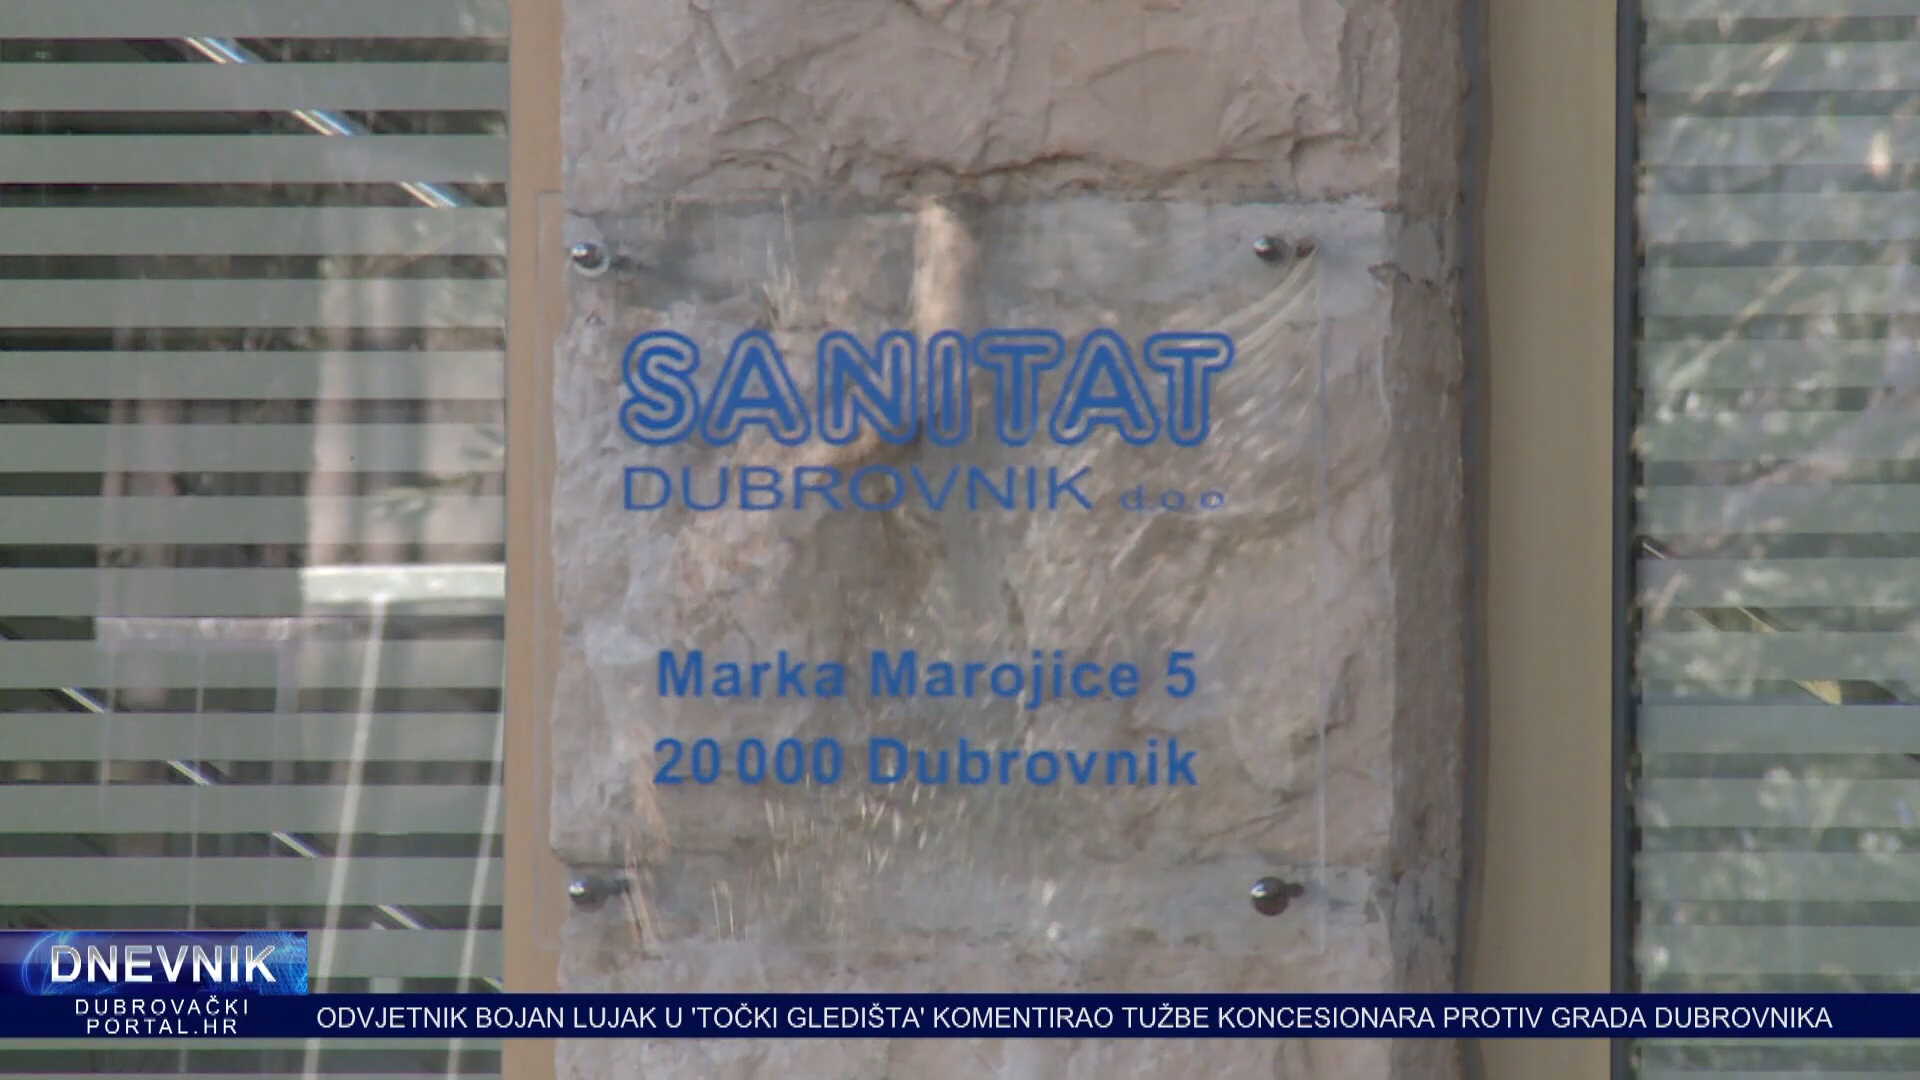 SANITAT
DUBROVNIK d.o.o
Marka Marojice 5
20 000 Dubrovnik
DNEVNIK
DUBROVAČKI
PORTAL.HR
ODVJETNIK BOJAN LUJAK U 'TOČKI GLEDIŠTA' KOMENTIRAO TUŽBE KONCESIONARA PROTIV GRADA DUBROVNIKA